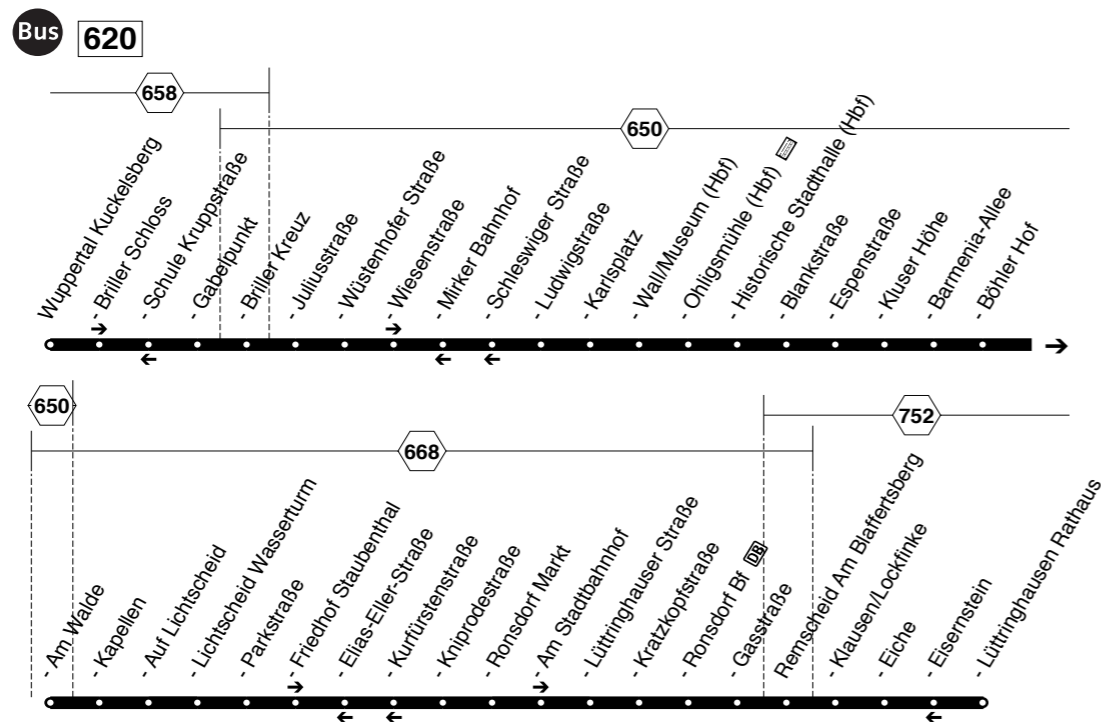 Bus 620
658
650
Wuppertal Kuckelsberg
- Briller Schloss
- Schule Kruppstraße
- Gabelpunkt
- Briller Kreuz
- Juliusstraße
- Wüstenhofer Straße
- Wiesenstraße
- Mirker Bahnhof
- Schleswiger Straße
- Ludwigstraße
- Karlsplatz
- Wall/Museum (Hbf)
- Ohligsmühle (Hbf)
- Historische Stadthalle (Hbf)
- Blankstraße
- Espenstraße
- Kluser Höhe
- Barmenia-Allee
- Böhler Hof
650
668
752
- Am Walde
- Kapellen
- Auf Lichtscheid
- Lichtscheid Wasserturm
- Parkstraße
- Friedhof Staubenthal
- Elias-Eller-Straße
- Kurfürstenstraße
- Kniprodestraße
- Ronsdorf Markt
- Am Stadtbahnhof
- Lüttringhauser Straße
- Kratzkopfstraße
- Ronsdorf Bf DB
- Gasstraße
Remscheid Am Blaffertsberg
- Klausen/Lockfinke
- Eiche
- Eisernstein
- Lüttringhausen Rathaus